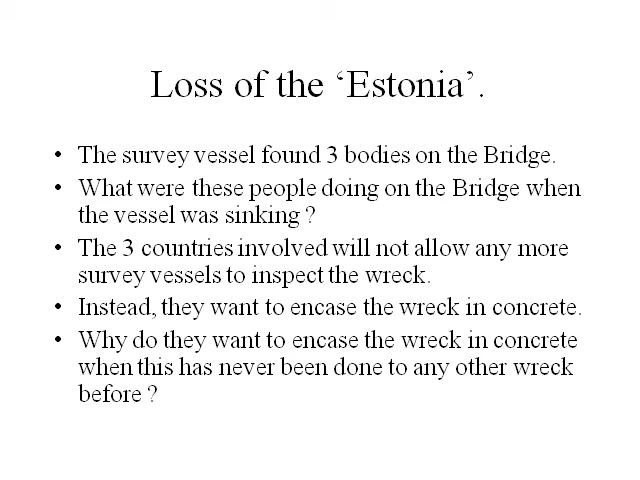 Loss of the ‘Estonia’.
• The survey vessel found 3 bodies on the Bridge.
• What were these people doing on the Bridge when
the vessel was sinking ?
• The 3 countries involved will not allow any more
survey vessels to inspect the wreck.
• Instead, they want to encase the wreck in concrete.
• Why do they want to encase the wreck in concrete
when this has never been done to any other wreck
before ?